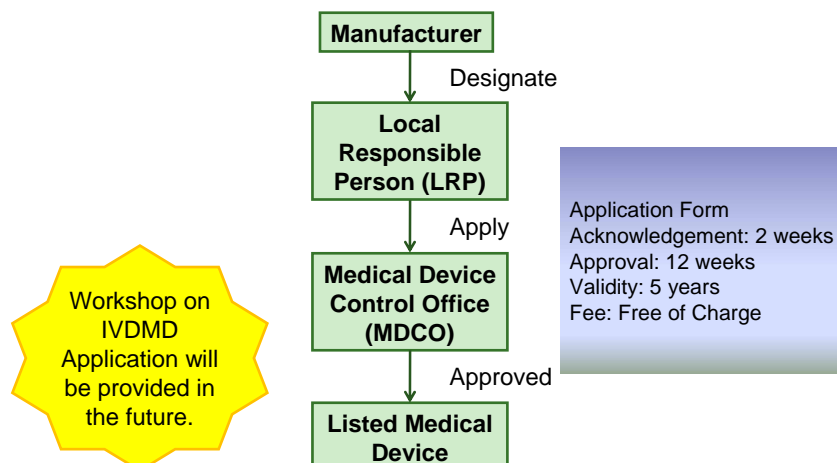 Manufacturer
Designate
Local
Responsible
Person (LRP)
Apply
Medical Device
Control Office
(MDCO)
Approved
Listed Medical
Device
Application Form
Acknowledgement: 2 weeks
Approval: 12 weeks
Validity: 5 years
Fee: Free of Charge
Workshop on
IVDMD
Application will
be provided in
the future.